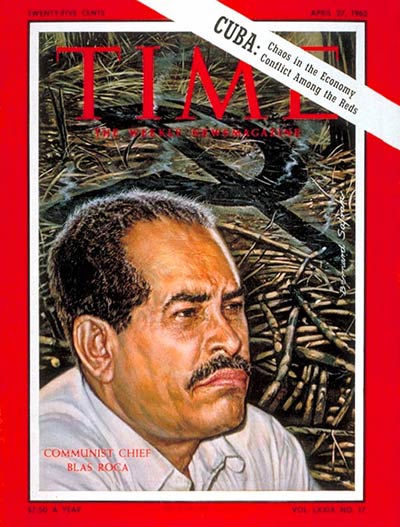 TWENTY-FIVE CENTS
APRIL 27, 1962
CUBA: Chaos in the Economy
Conflict Among the Reds
TIME
THE WEEKLY NEWSMAGAZINE
COMMUNIST CHIEF
BLAS ROCA
$7.50 A YEAR
VOL. LXXIX NO. 17